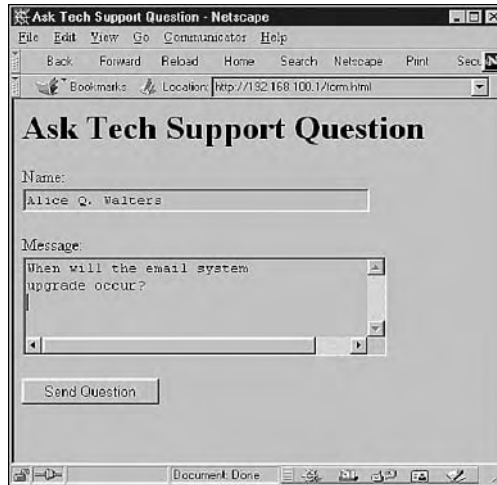 Ask Tech Support Question - Netscape
File Edit View Go Communicator Help
Back Forward Reload Home Search Netscape Print Secu
Bookmarks Location: http://192.168.100.1/form.html
Ask Tech Support Question
Name:
Alice Q. Walters
Message:
When will the email system
upgrade occur?
Send Question
Document: Done